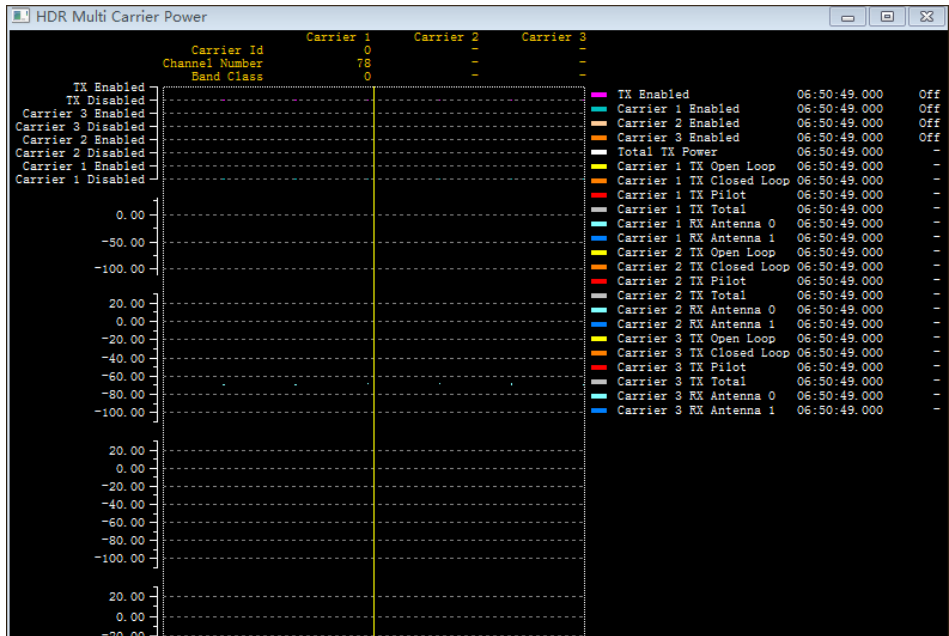 HDR Multi Carrier Power
Carrier 1 Carrier 2 Carrier 3
Carrier Id 0 - -
Channel Number 78 - -
Band Class 0 - -
TX Enabled
TX Disabled
Carrier 3 Enabled
Carrier 3 Disabled
Carrier 2 Enabled
Carrier 2 Disabled
Carrier 1 Enabled
Carrier 1 Disabled
0.00
-50.00
-100.00
20.00
0.00
-20.00
-40.00
-60.00
-80.00
-100.00
20.00
0.00
-20.00
-40.00
-60.00
-80.00
-100.00
20.00
0.00
-20.00
TX Enabled 06:50:49.000 Off
Carrier 1 Enabled 06:50:49.000 Off
Carrier 2 Enabled 06:50:49.000 Off
Carrier 3 Enabled 06:50:49.000 Off
Total TX Power 06:50:49.000 -
Carrier 1 TX Open Loop 06:50:49.000 -
Carrier 1 TX Closed Loop 06:50:49.000 -
Carrier 1 TX Pilot 06:50:49.000 -
Carrier 1 TX Total 06:50:49.000 -
Carrier 1 RX Antenna 0 06:50:49.000 -
Carrier 1 RX Antenna 1 06:50:49.000 -
Carrier 2 TX Open Loop 06:50:49.000 -
Carrier 2 TX Closed Loop 06:50:49.000 -
Carrier 2 TX Pilot 06:50:49.000 -
Carrier 2 TX Total 06:50:49.000 -
Carrier 2 RX Antenna 0 06:50:49.000 -
Carrier 2 RX Antenna 1 06:50:49.000 -
Carrier 3 TX Open Loop 06:50:49.000 -
Carrier 3 TX Closed Loop 06:50:49.000 -
Carrier 3 TX Pilot 06:50:49.000 -
Carrier 3 TX Total 06:50:49.000 -
Carrier 3 RX Antenna 0 06:50:49.000 -
Carrier 3 RX Antenna 1 06:50:49.000 -